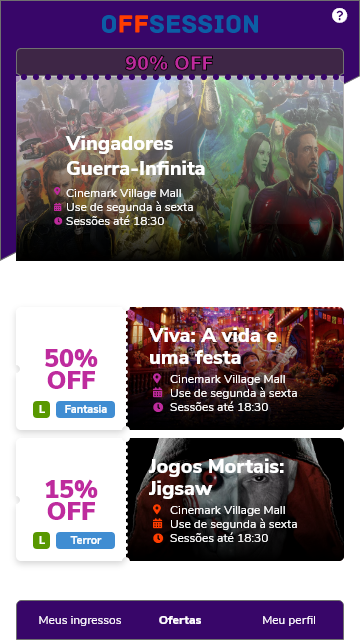 OFFSESSION
?
90% OFF
Vingadores
Guerra-Infinita
Cinemark Village Mall
Use de segunda à sexta
Sessões até 18:30
50%
OFF
L Fantasia
Viva: A vida e
uma festa
Cinemark Village Mall
Use de segunda à sexta
Sessões até 18:30
15%
OFF
L Terror
Jogos Mortais:
Jigsaw
Cinemark Village Mall
Use de segunda à sexta
Sessões até 18:30
Meus ingressos Ofertas Meu perfil